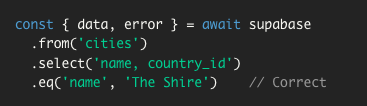 const { data, error } = await supabase
.from('cities')
.select('name, country_id')
.eq('name', 'The Shire')    // Correct